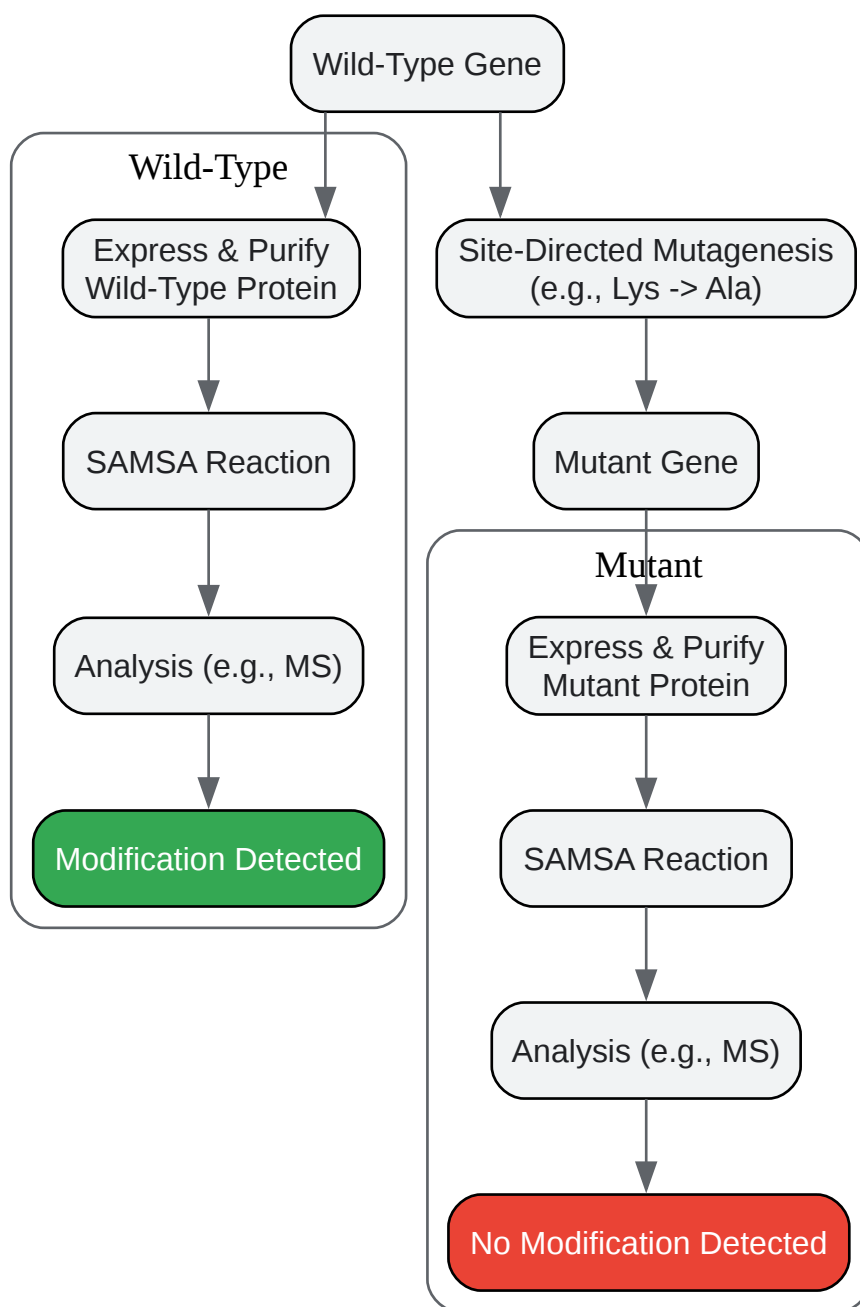 Wild-Type Gene
Wild-Type
Express & Purify
Wild-Type Protein
SAMSA Reaction
Analysis (e.g., MS)
Modification Detected
Site-Directed Mutagenesis
(e.g., Lys -> Ala)
Mutant Gene
Mutant
Express & Purify
Mutant Protein
SAMSA Reaction
Analysis (e.g., MS)
No Modification Detected